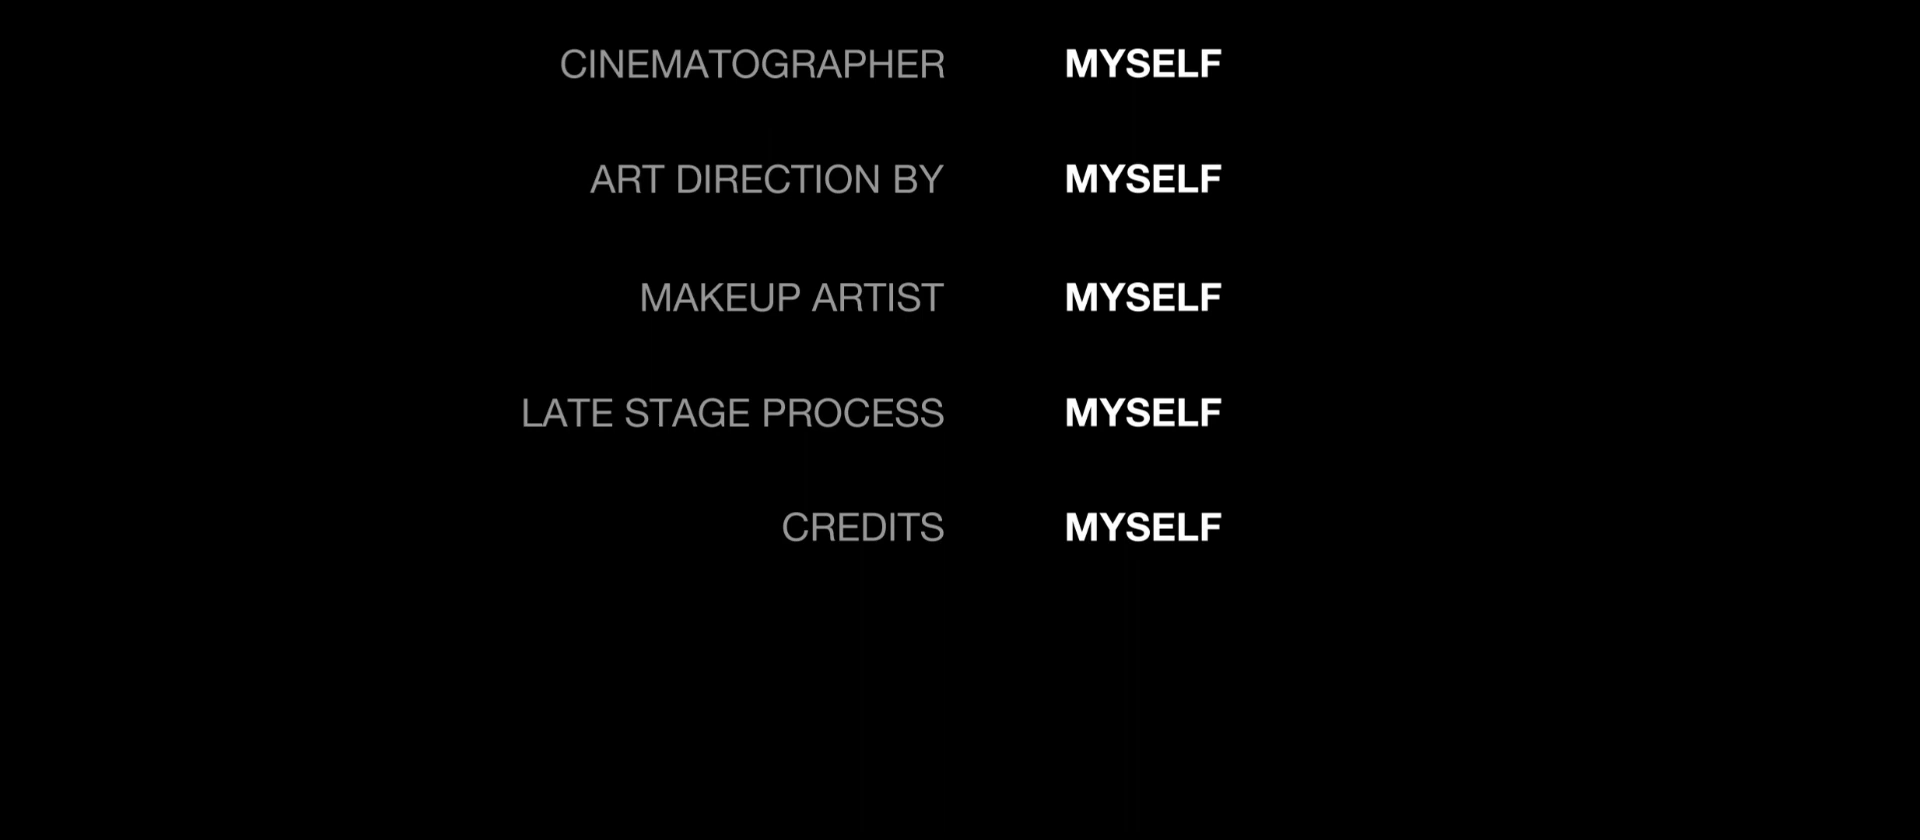 CINEMATOGRAPHER MYSELF
ART DIRECTION BY MYSELF
MAKEUP ARTIST MYSELF
LATE STAGE PROCESS MYSELF
CREDITS MYSELF